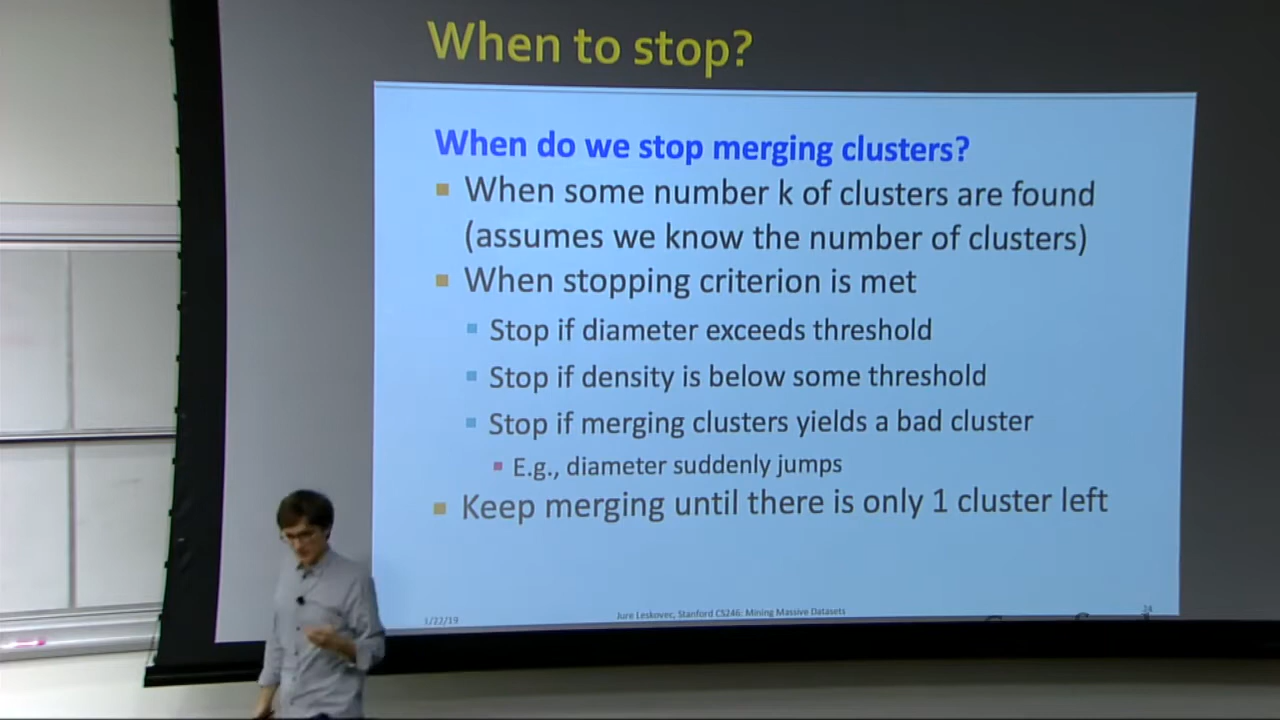 When to stop?
When do we stop merging clusters?
When some number k of clusters are found
(assumes we know the number of clusters)
When stopping criterion is met
Stop if diameter exceeds threshold
Stop if density is below some threshold
Stop if merging clusters yields a bad cluster
E.g., diameter suddenly jumps
Keep merging until there is only 1 cluster left
1/22/19
Jure Leskovec, Stanford CS246: Mining Massive Datasets
24